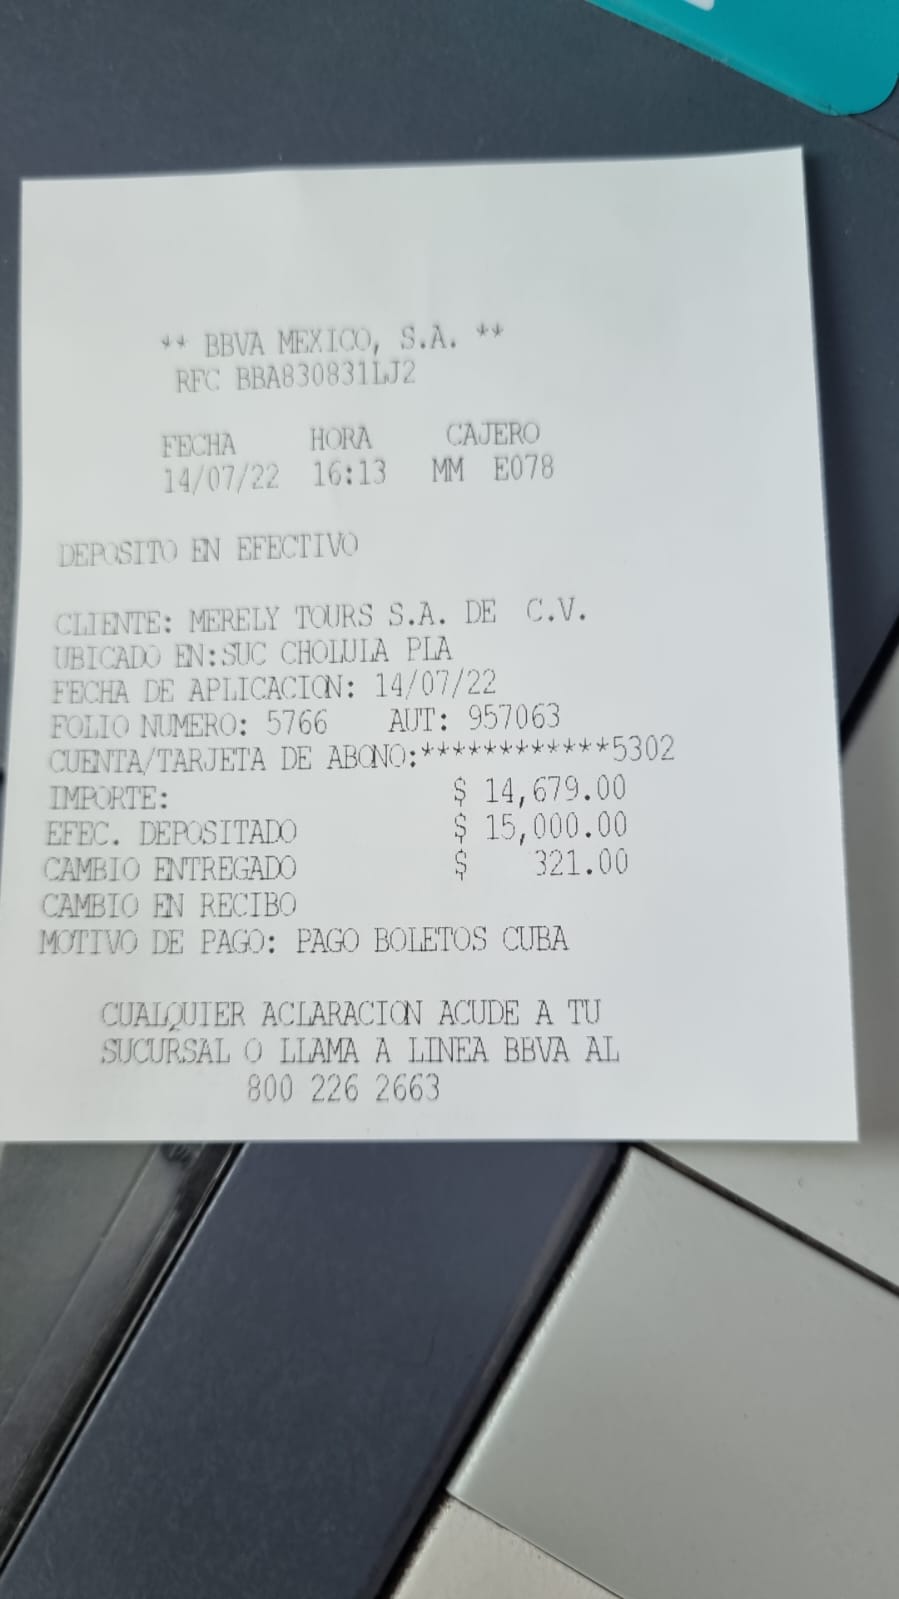 ** BBVA MEXICO, S.A. **
RFC BBA830831LJ2
FECHA HORA CAJERO
14/07/22 16:13 MM E078
DEPOSITO EN EFECTIVO
CLIENTE: MERELY TOURS S.A. DE C.V.
UBICADO EN:SUC CHOLULA PLA
FECHA DE APLICACION: 14/07/22
FOLIO NUMERO: 5766 AUT: 957063
CUENTA/TARJETA DE ABONO:************5302
IMPORTE: $ 14,679.00
EFEC. DEPOSITADO $ 15,000.00
CAMBIO ENTREGADO $ 321.00
CAMBIO EN RECIBO
MOTIVO DE PAGO: PAGO BOLETOS CUBA
CUALQUIER ACLARACION ACUDE A TU
SUCURSAL O LLAMA A LINEA BBVA AL
800 226 2663